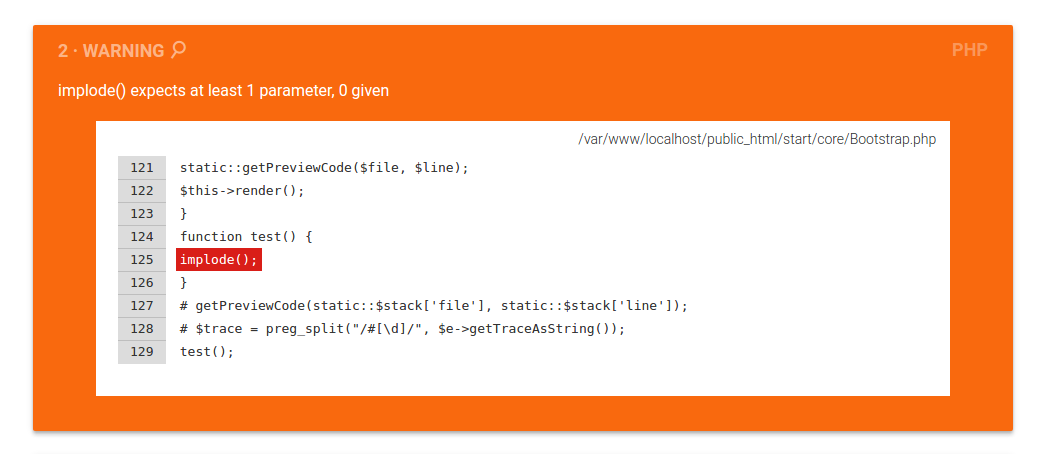 2 · WARNING
PHP
implode() expects at least 1 parameter, 0 given
/var/www/localhost/public_html/start/core/Bootstrap.php
121 static::getPreviewCode($file, $line);
122 $this->render();
123 }
124 function test() {
125 implode();
126 }
127 # getPreviewCode(static::$stack['file'], static::$stack['line']);
128 # $trace = preg_split("/#[\d]/", $e->getTraceAsString());
129 test();